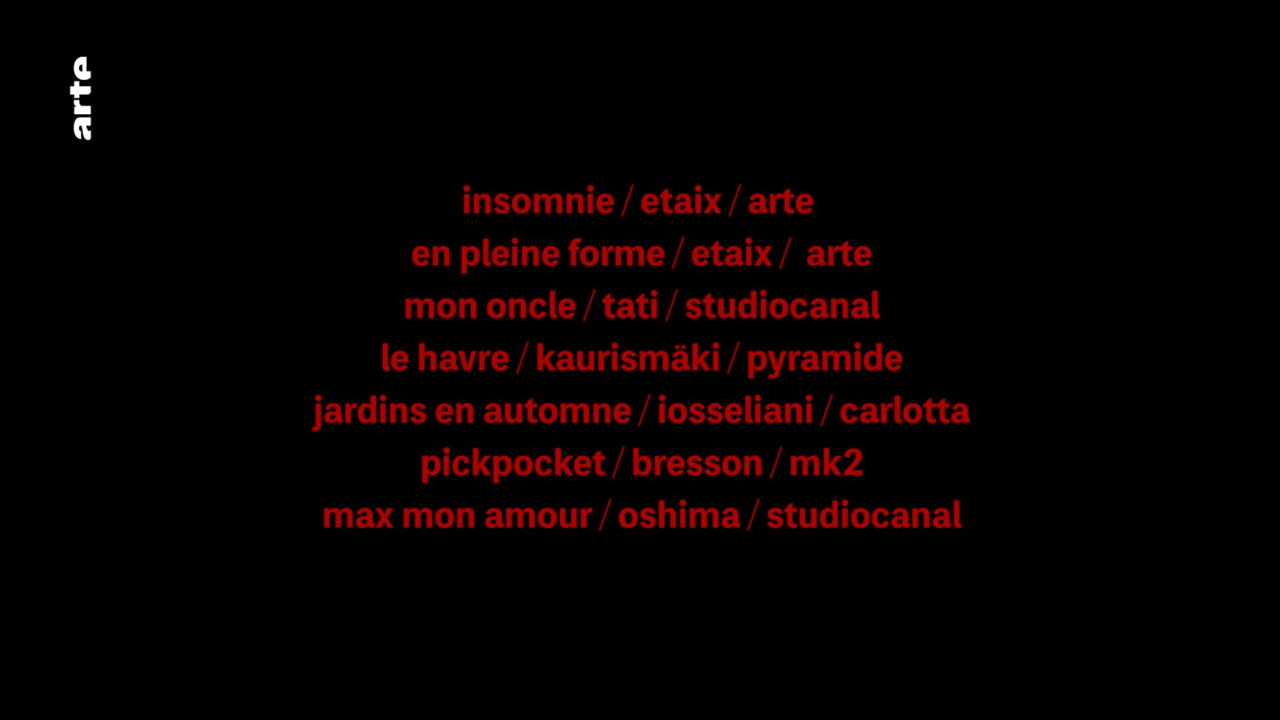 arte
insomnie / etaix / arte
en pleine forme / etaix / arte
mon oncle / tati / studiocanal
le havre / kaurismäki / pyramide
jardins en automne / iosseliani / carlotta
pickpocket / bresson / mk2
max mon amour / oshima / studiocanal